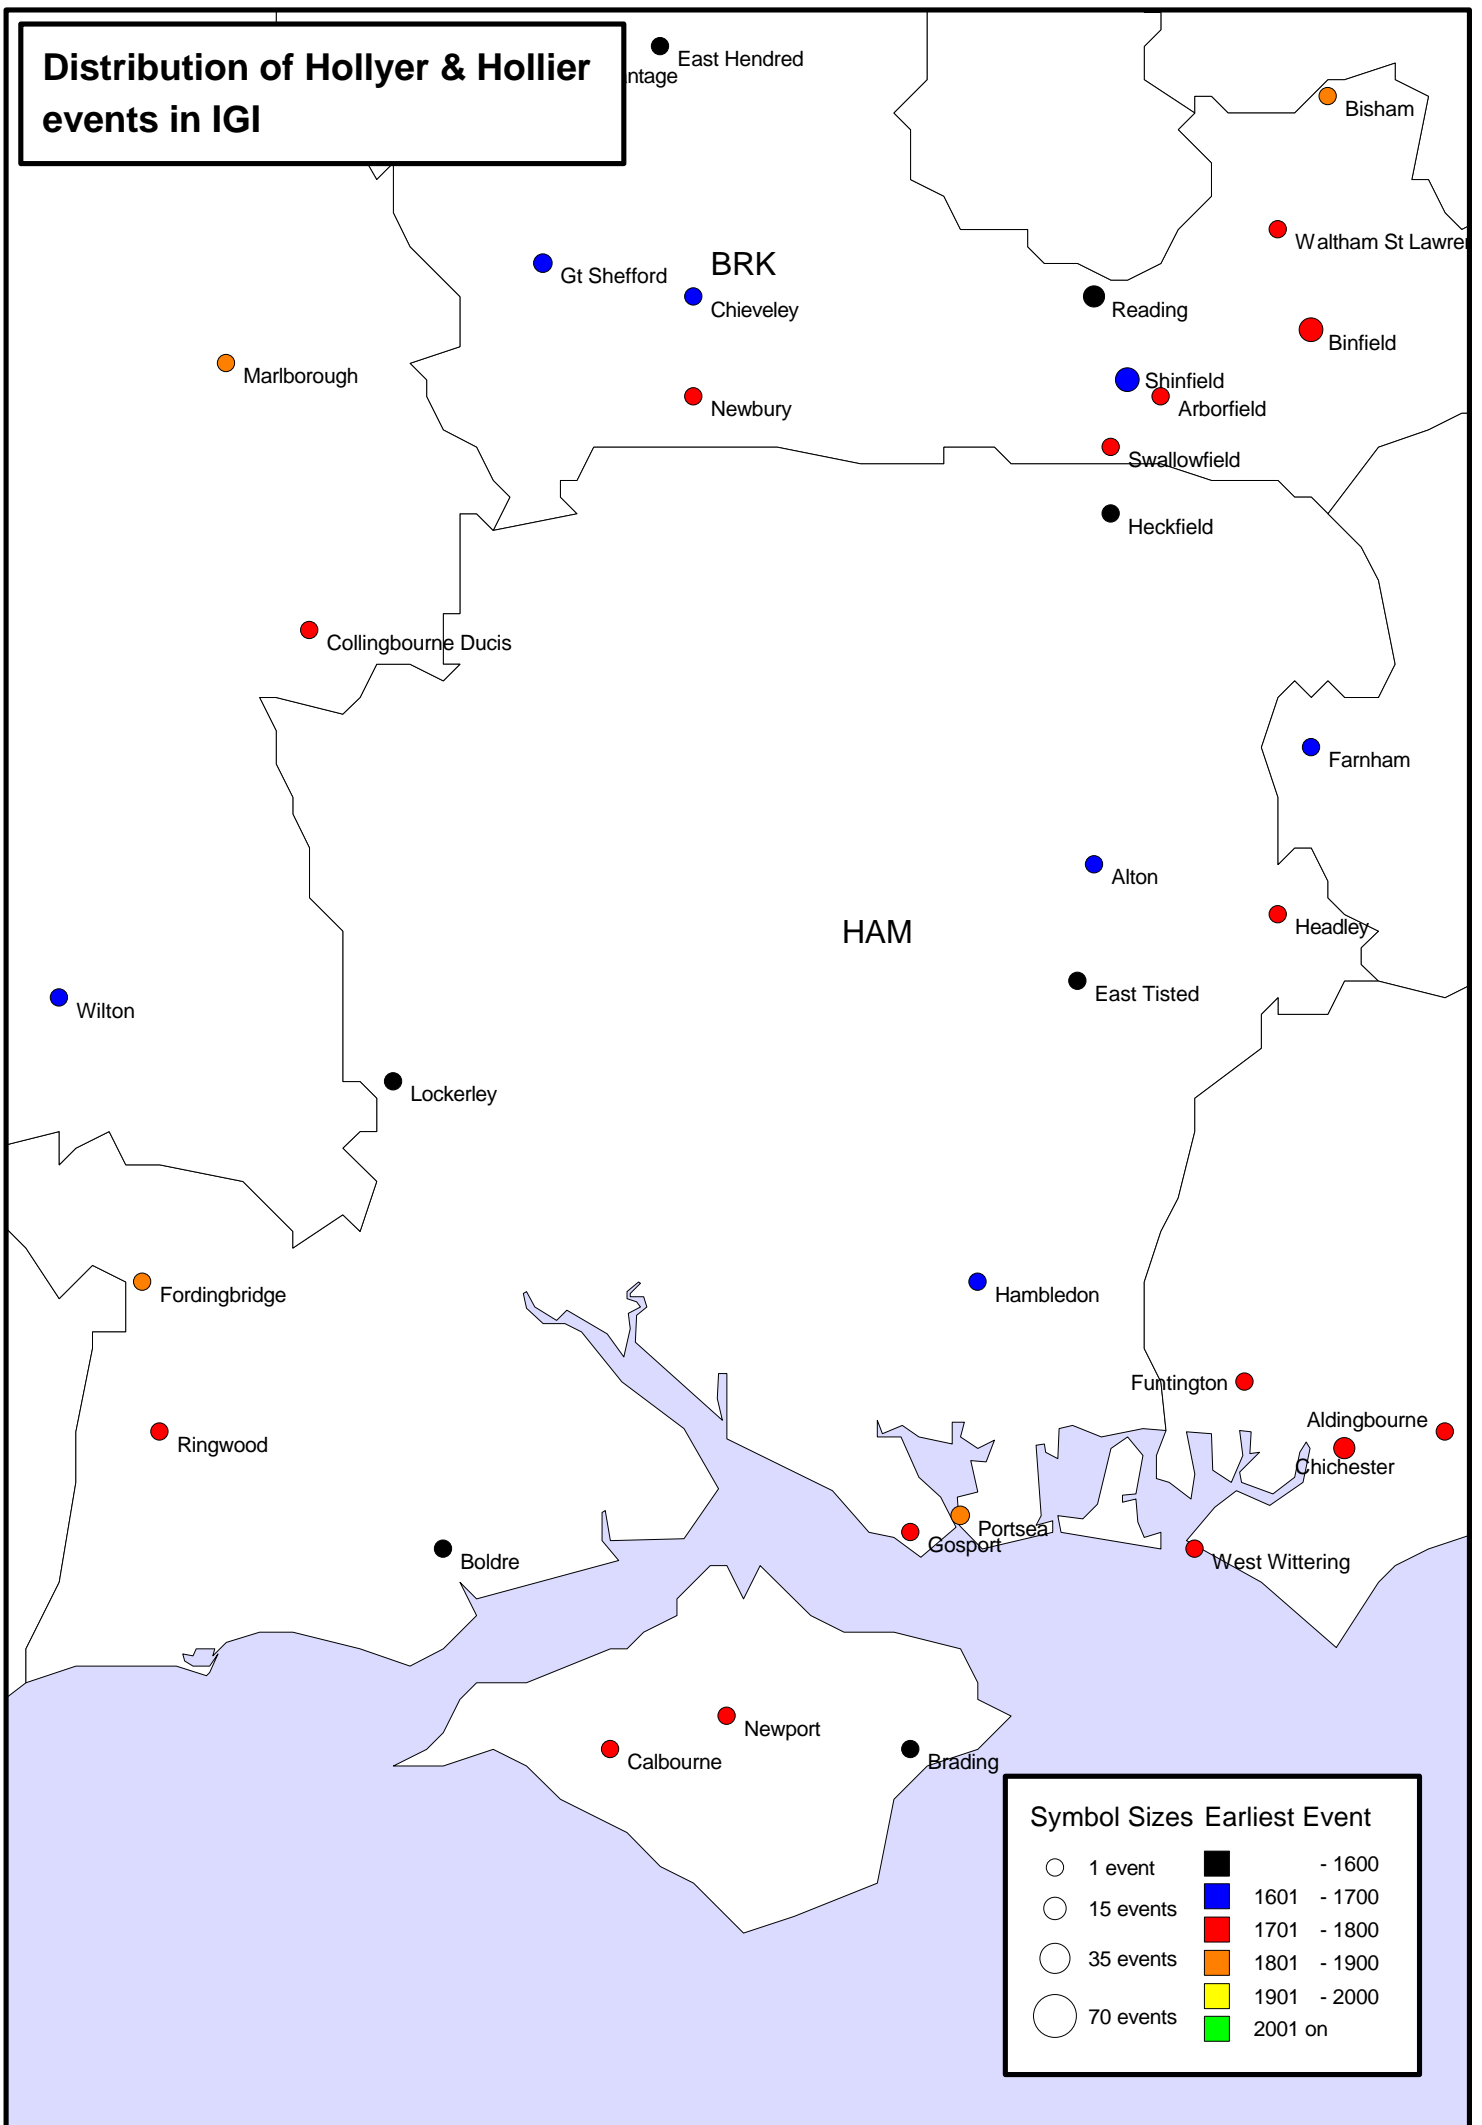 Distribution of Hollyer & Hollier
events in IGI
East Hendred
ntage
Bisham
Waltham St Lawrer
Gt Shefford
BRK
Chieveley
Reading
Binfield
Marlborough
Shinfield
Newbury
Arborfield
Swallowfield
Heckfield
Collingbourne Ducis
Farnham
Alton
HAM
Headley
East Tisted
Wilton
Lockerley
Fordingbridge
Hambledon
Funtington
Aldingbourne
Ringwood
Chichester
Portsea
Gosport
Boldre
West Wittering
Newport
Calbourne
Brading
Symbol Sizes Earliest Event
1 event - 1600
15 events 1601 - 1700
1701 - 1800
35 events 1801 - 1900
1901 - 2000
70 events 2001 on